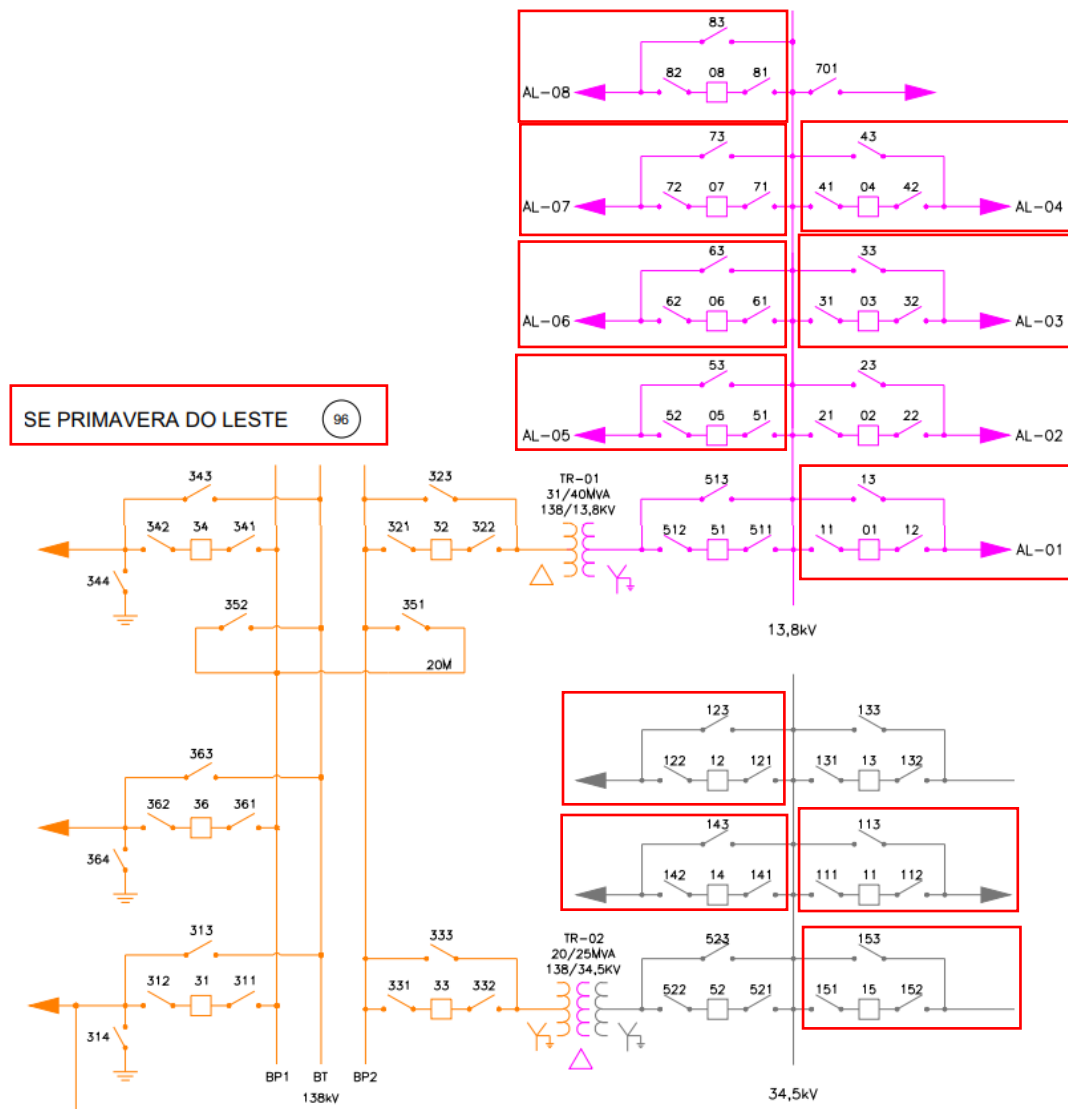 83
82 08 81 701
AL-08
73 43
72 07 71 41 04 42
AL-07 AL-04
63 33
62 06 61 31 03 32
AL-06 AL-03
53 23
52 05 51 21 02 22
AL-05 AL-02
SE PRIMAVERA DO LESTE 96
343 323 TR-01 513 13
31/40MVA
138/13,8KV
342 34 341 321 32 322 512 51 511 11 01 12
AL-01
344
352 351
13,8kV
20M
123 133
363
122 12 121 131 13 132
362 36 361
143 113
364
142 14 141 111 11 112
313 333 TR-02 523 153
20/25MVA
138/34,5KV
312 31 311 331 33 332 522 52 521 151 15 152
314
BP1 BT BP2
138kV 34,5kV